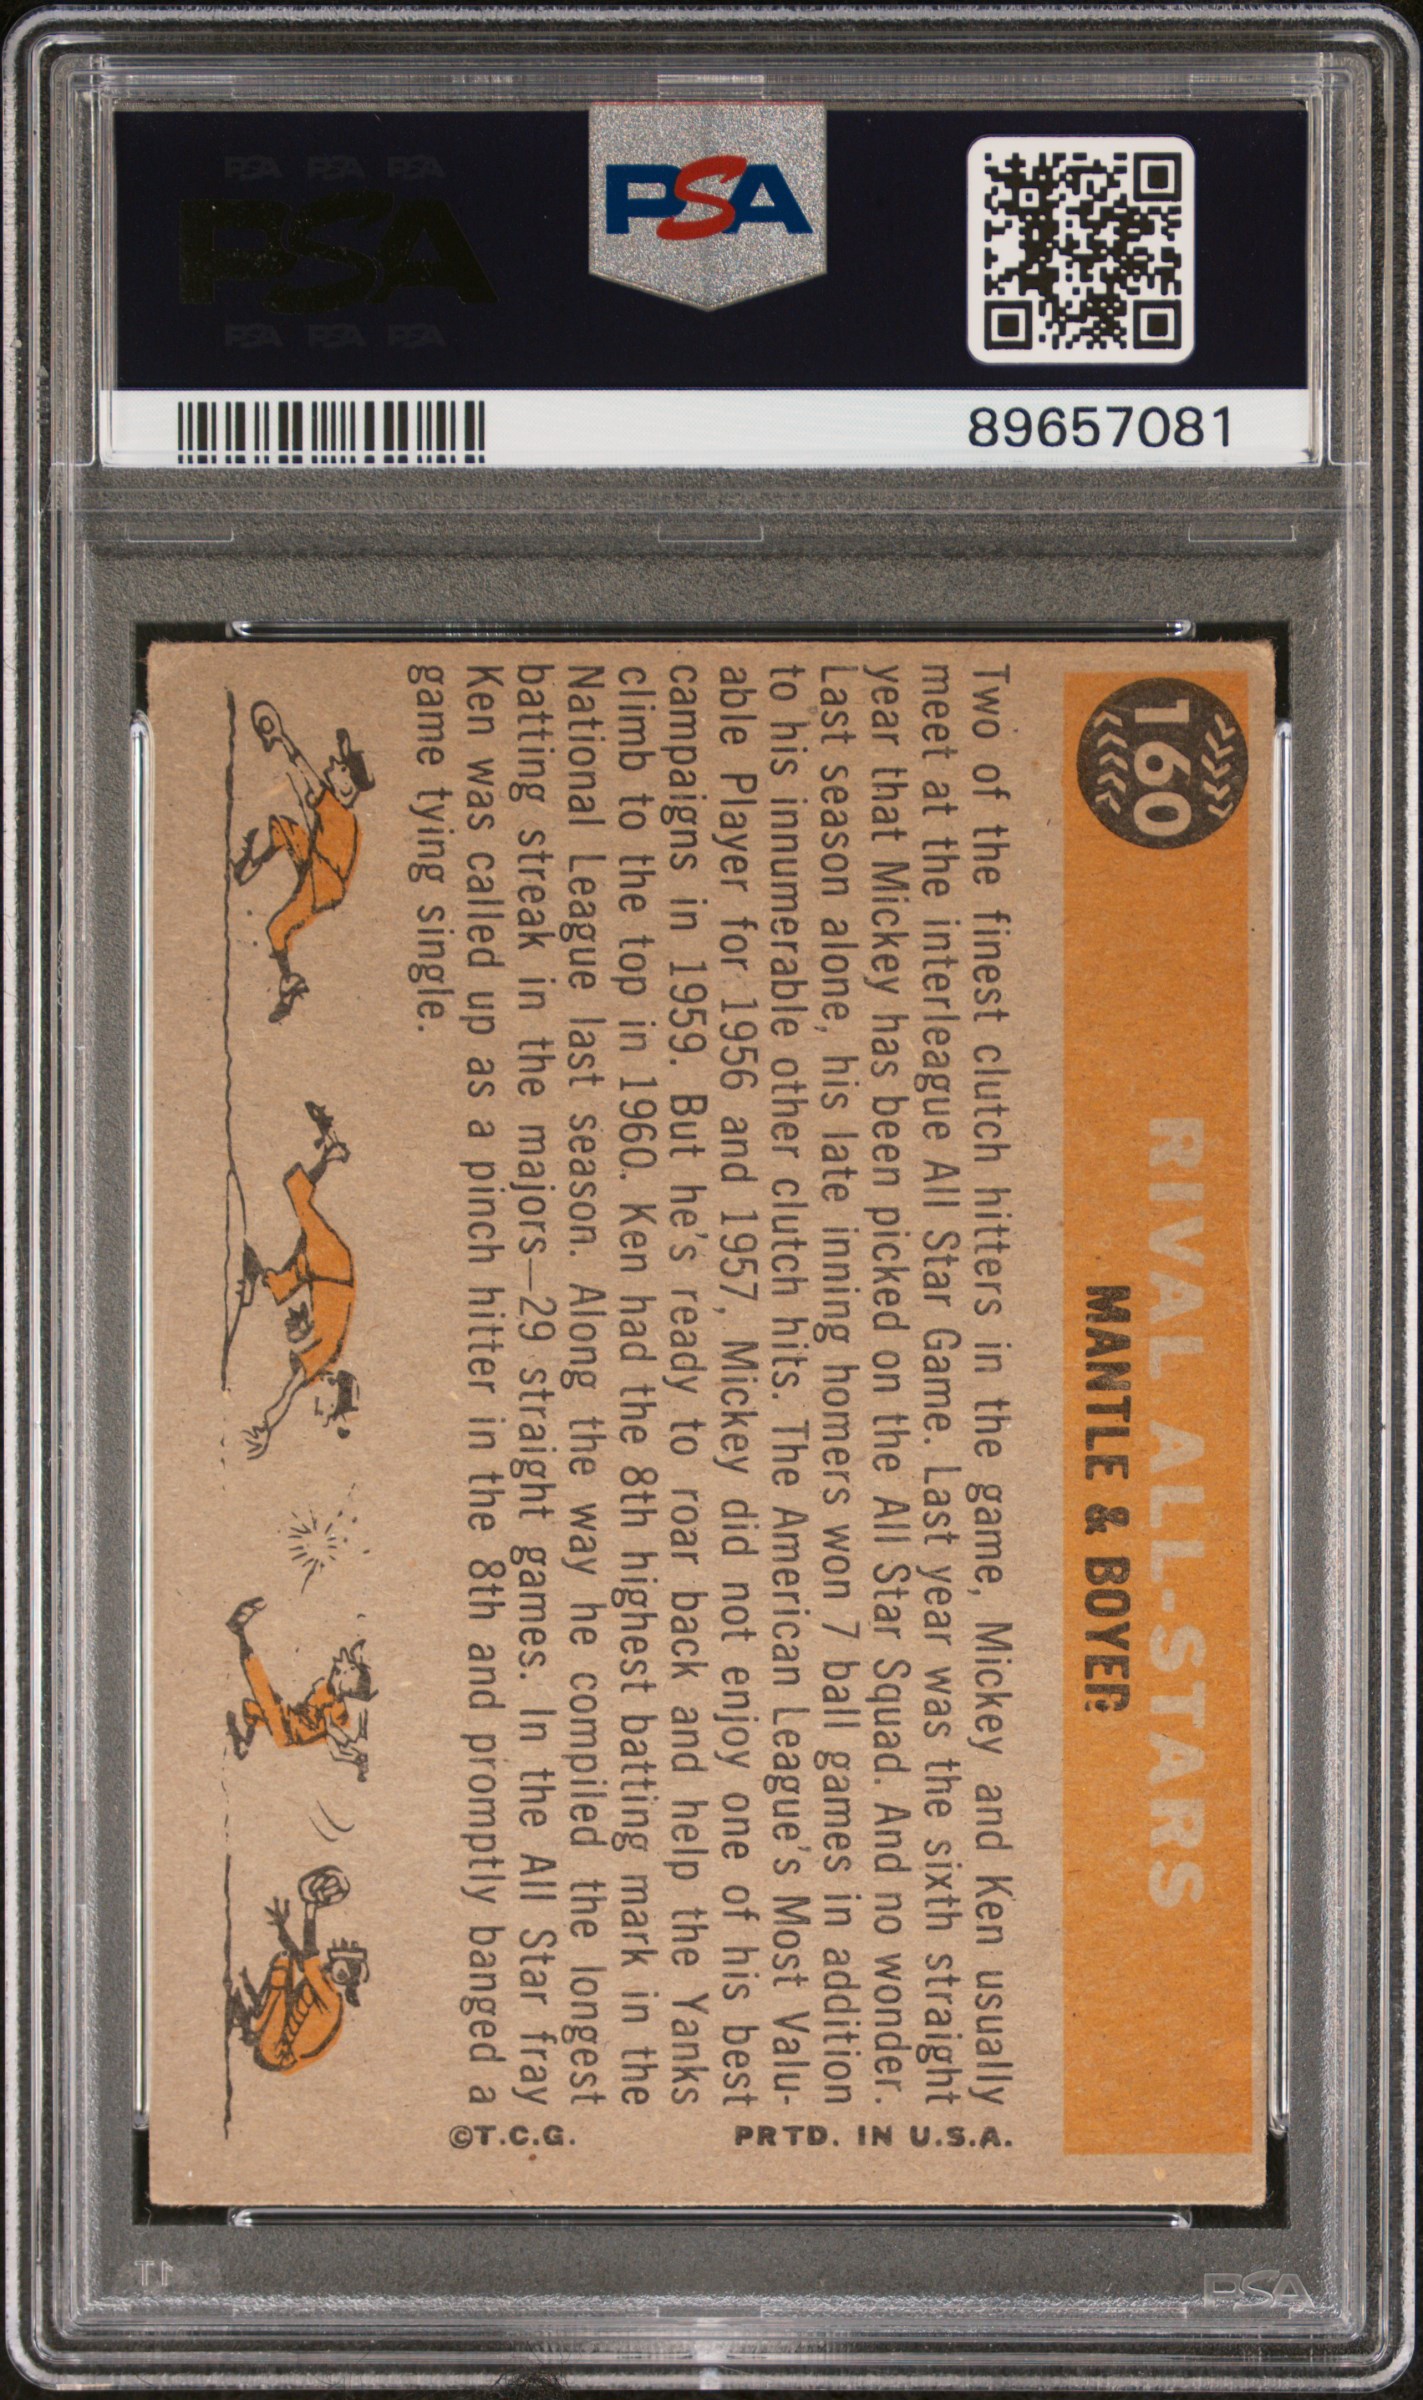 PSA PSA PSA
PSA
PSA PSA PSA
PSA
89657081
160
RIVAL ALL-STARS
MANTLE & BOYER
Two of the finest clutch hitters in the game, Mickey and Ken usually
meet at the interleague All Star Game. Last year was the sixth straight
year that Mickey has been picked on the All Star Squad. And no wonder.
Last season alone, his late inning homers won 7 ball games in addition
to his innumerable other clutch hits. The American League's Most Valu-
able Player for 1956 and 1957, Mickey did not enjoy one of his best
campaigns in 1959. But he's ready to roar back and help the Yanks
climb to the top in 1960. Ken had the 8th highest batting mark in the
National League last season. Along the way he compiled the longest
batting streak in the majors—29 straight games. In the All Star fray
Ken was called up as a pinch hitter in the 8th and promptly banged a
game tying single.
PRTD. IN U.S.A.
©T.C.G.
PSA